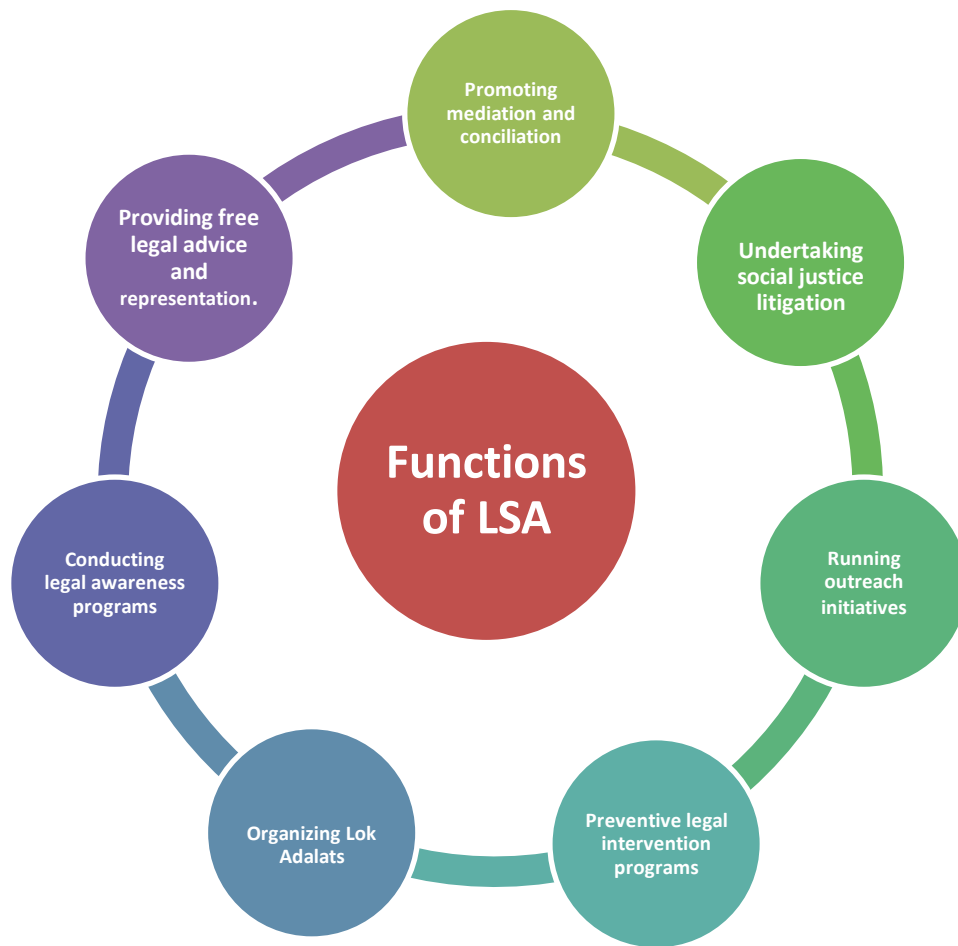 Promoting
mediation and
conciliation
Undertaking
social justice
litigation
Running
outreach
initiatives
Preventive legal
intervention
programs
Organizing Lok
Adalats
Conducting
legal awareness
programs
Providing free
legal advice
and
representation.
Functions
of LSA